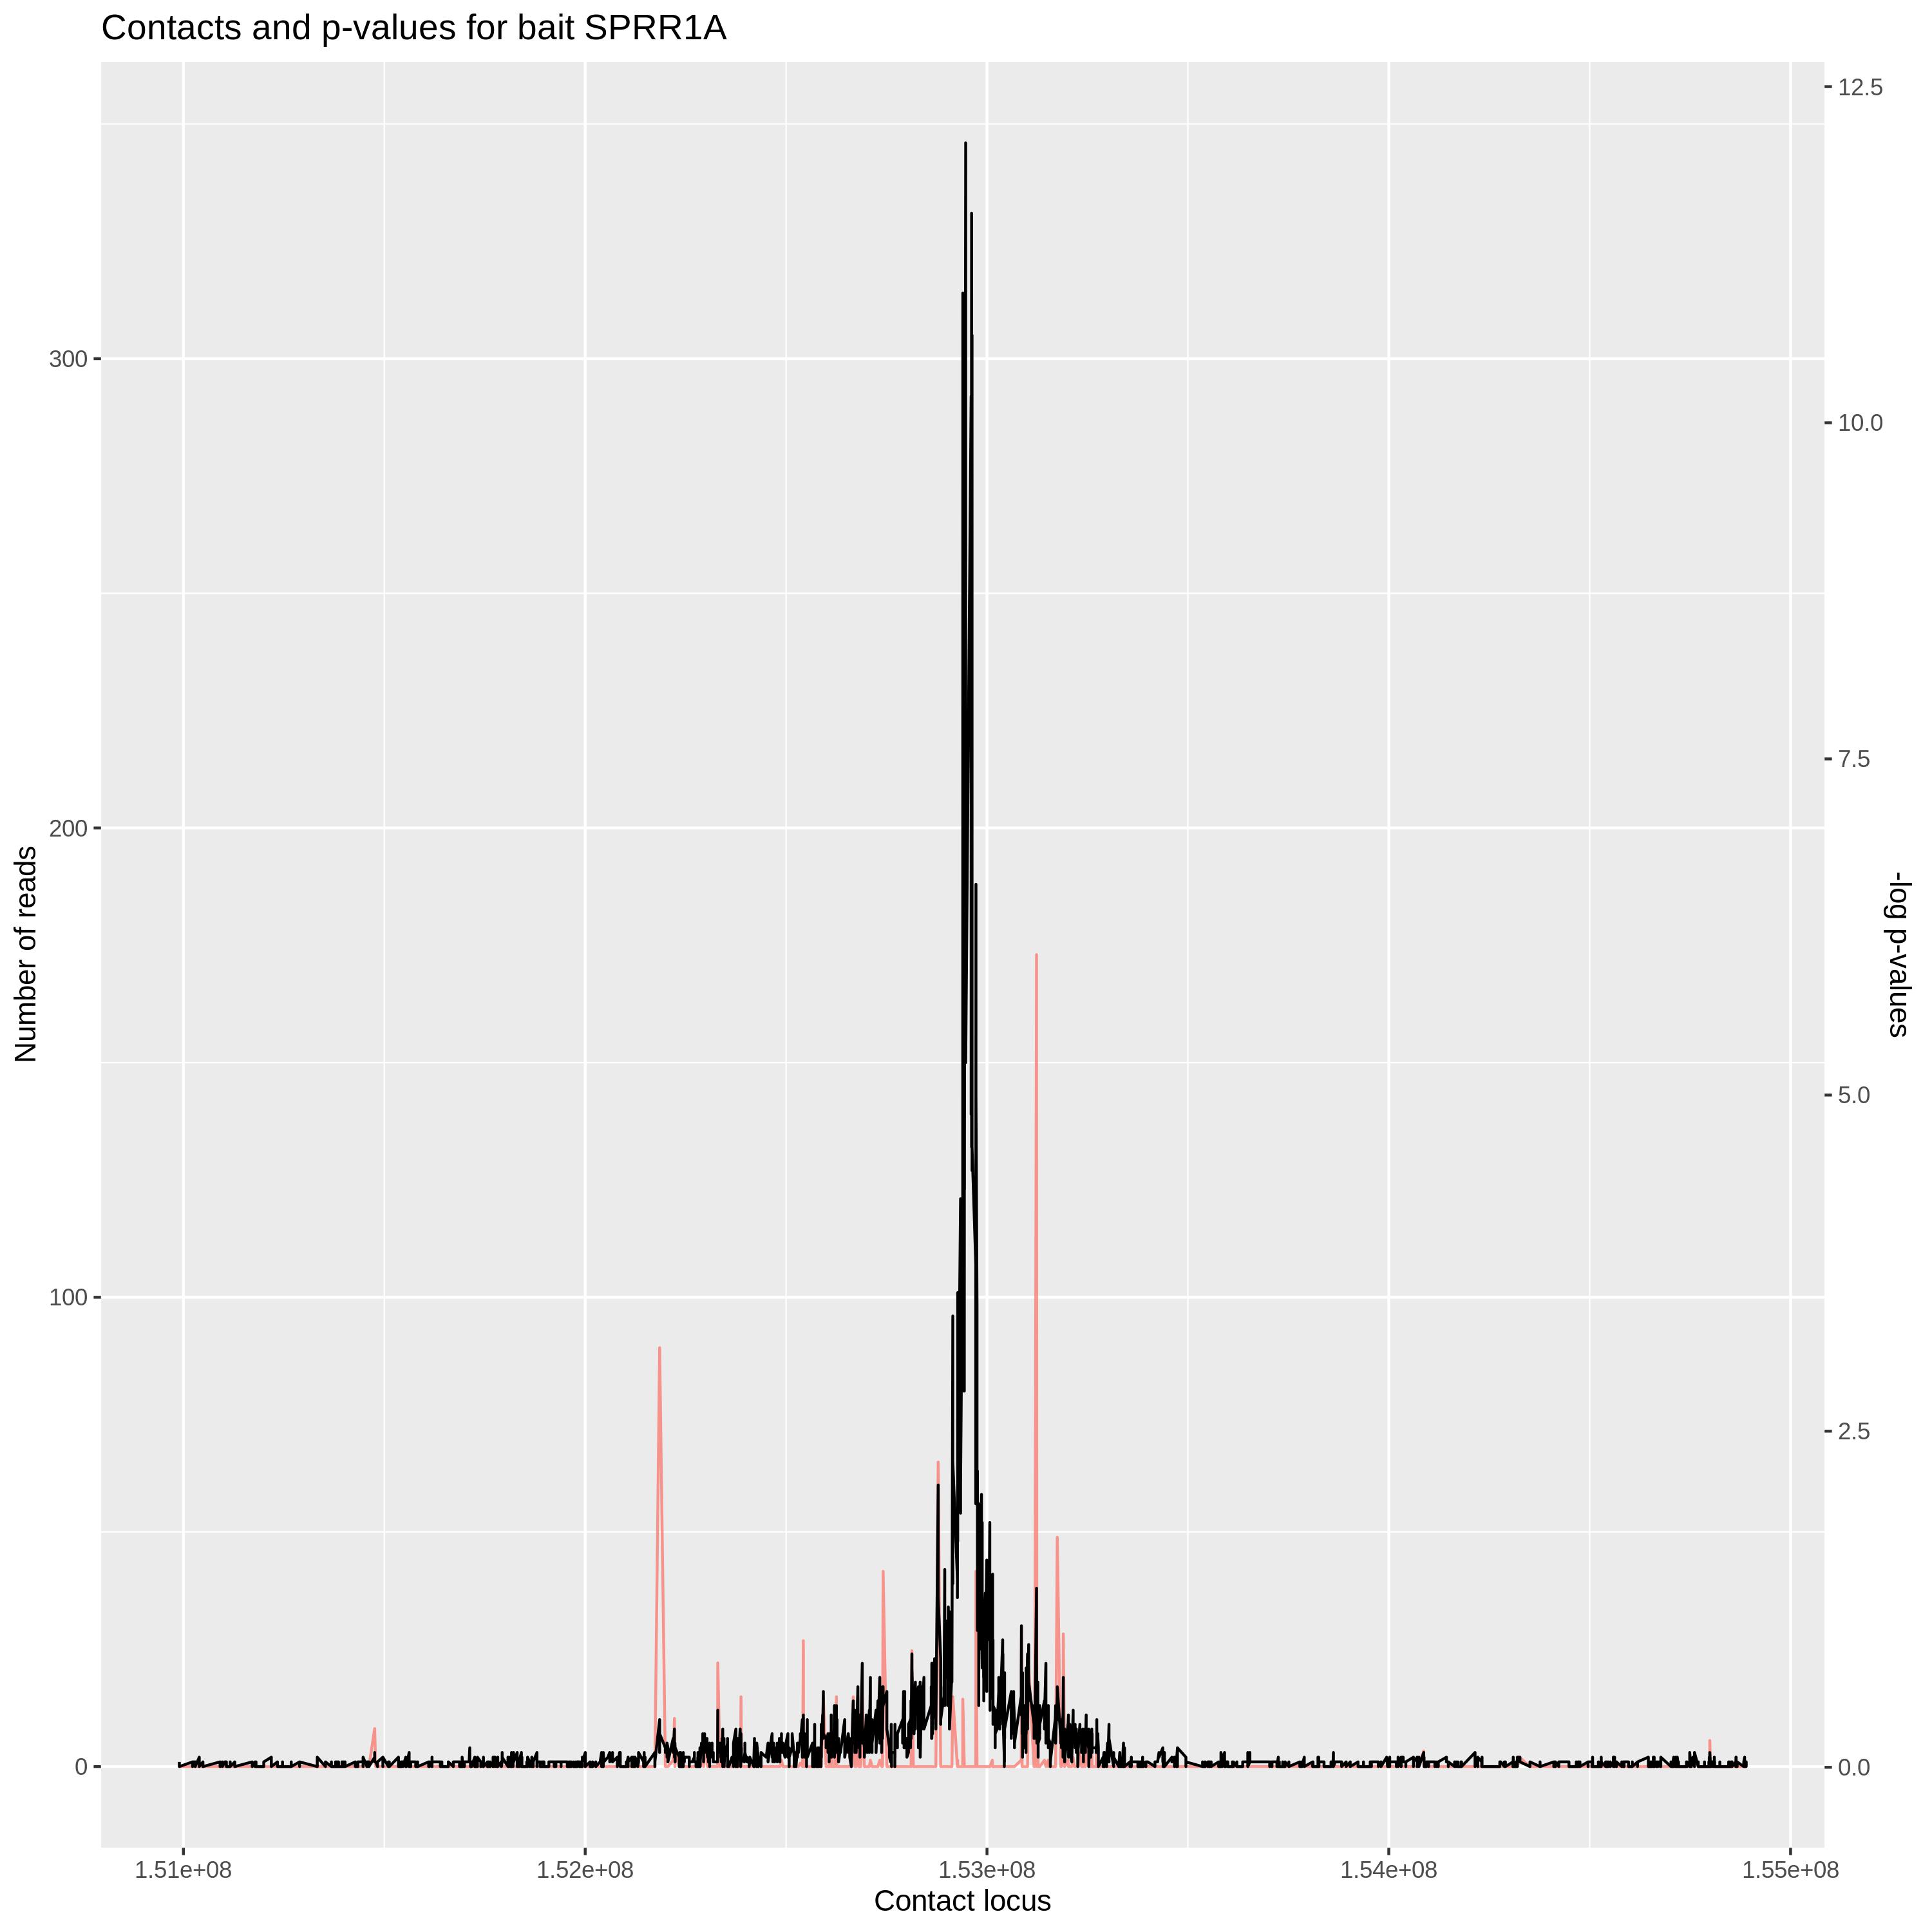 Contacts and p-values for bait SPRR1A
Number of reads
300
200
100
0
12.5
10.0
7.5
5.0
2.5
0.0
-log p-values
1.51e+08
1.52e+08
1.53e+08
1.54e+08
1.55e+08
Contact locus